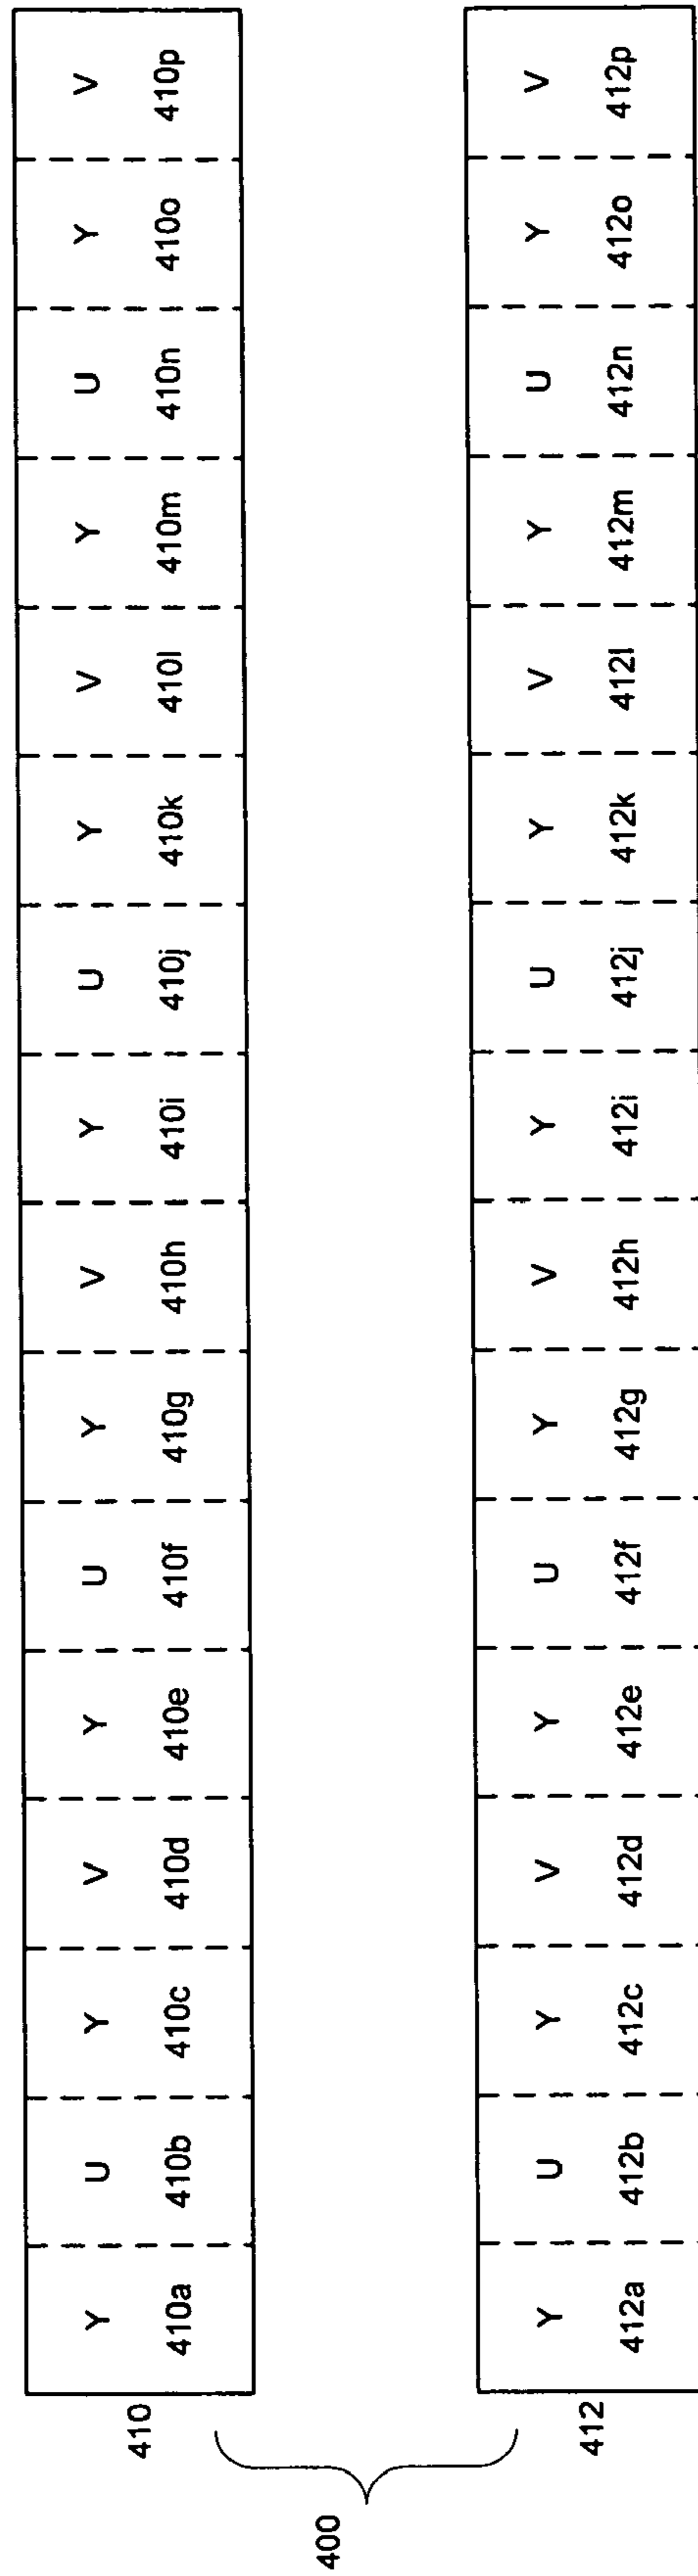 400
410
Y U Y V Y U Y V Y U Y V Y U Y V
410a 410b 410c 410d 410e 410f 410g 410h 410i 410j 410k 410l 410m 410n 410o 410p
412
Y U Y V Y U Y V Y U Y V Y U Y V
412a 412b 412c 412d 412e 412f 412g 412h 412i 412j 412k 412l 412m 412n 412o 412p